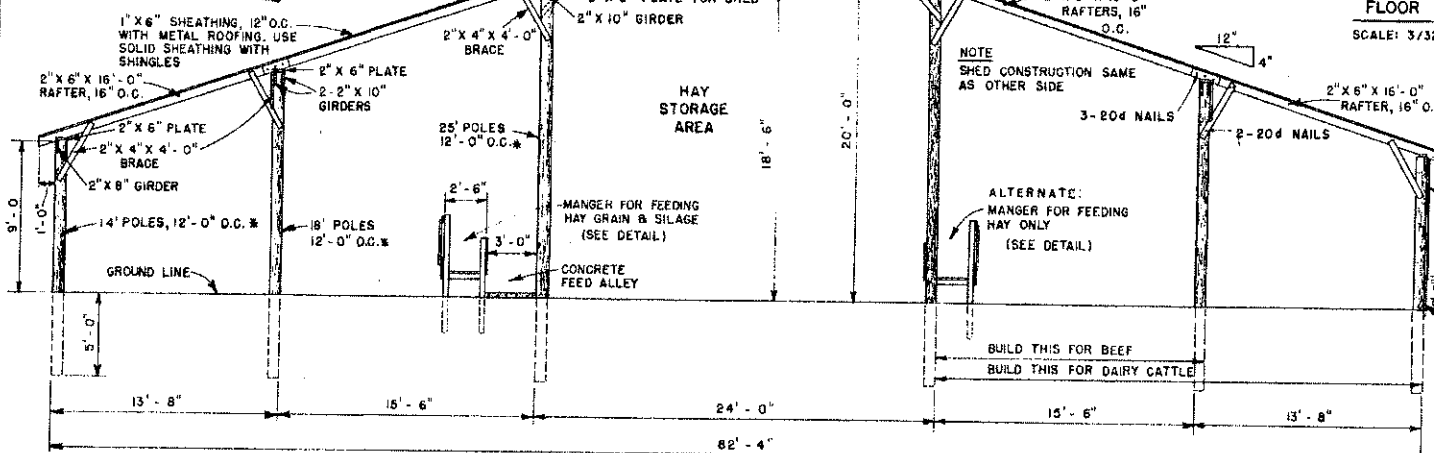 1" X 6" SHEATHING, 12" O.C.
WITH METAL ROOFING. USE
SOLID SHEATHING WITH
SHINGLES
2" X 6" X 16'-0"
RAFTER, 16" O.C.
2" X 6" PLATE
2" X 4" X 4'-0"
BRACE
2" X 8" GIRDER
9'-0
1'-0"
14' POLES, 12'-0" O.C. *
GROUND LINE
5'-0"
2" X 6" PLATE
2-2" X 10"
GIRDERS
18' POLES
12'-0" O.C.*
2" X 4" X 4'-0"
BRACE
PLATE FOR SHED
2" X 10" GIRDER
25' POLES
12'-0" O.C.*
2'-6"
MANGER FOR FEEDING
HAY GRAIN & SILAGE
(SEE DETAIL)
3'-0"
CONCRETE
FEED ALLEY
HAY
STORAGE
AREA
18'-6"
20'-0"
RAFTERS, 16"
O.C.
NOTE
SHED CONSTRUCTION SAME
AS OTHER SIDE
FLOOR
SCALE: 3/32
12"
4"
3-20d NAILS
2-20d NAILS
2" X 6" X 16'-0"
RAFTER, 16" O.
ALTERNATE:
MANGER FOR FEEDING
HAY ONLY
(SEE DETAIL)
BUILD THIS FOR BEEF
BUILD THIS FOR DAIRY CATTLE
13'-8"
15'-6"
24'-0"
15'-6"
13'-8"
82'-4"